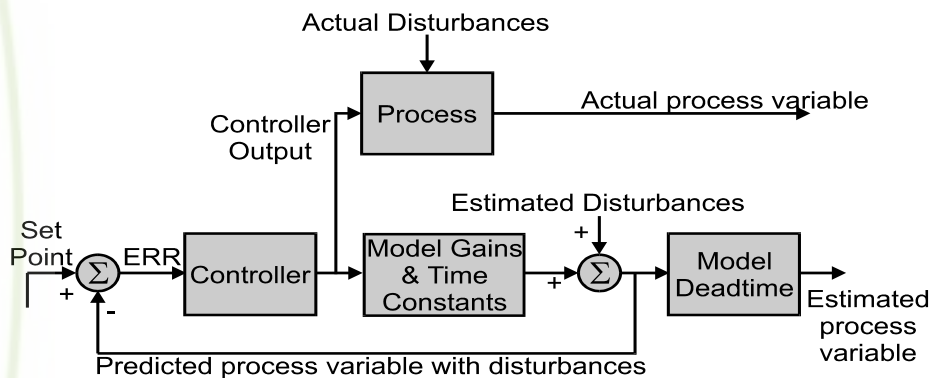 Actual Disturbances
Process
Actual process variable
Controller
Output
Estimated Disturbances
+
Set
Point
+
Σ
-
ERR
Controller
Model Gains
& Time
Constants
+
Σ
Model
Deadtime
Estimated
process
variable
Predicted process variable with disturbances